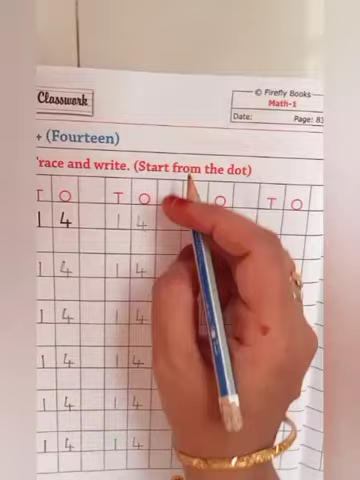 Classwork
© Firefly Books
Math-1
Date: Page: 83
(Fourteen)
race and write. (Start from the dot)
T O T O O T O
1 4 1 4
1 4 1 4
1 4 1 4
1 4 1 4
1 4 1 4
1 4 1 4